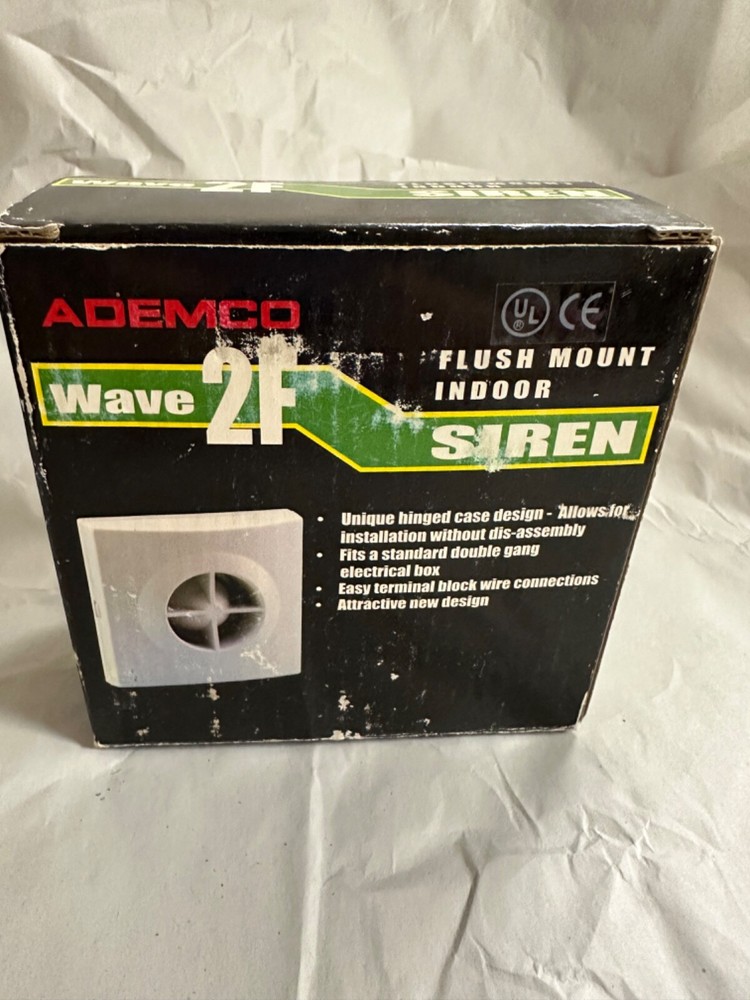 Wave 2F
SIREN
ADEMCO
UL CE
®
Wave 2F
FLUSH MOUNT
INDOOR
SIREN
• Unique hinged case design - Allows for
installation without dis-assembly
• Fits a standard double gang
electrical box
• Easy terminal block wire connections
• Attractive new design